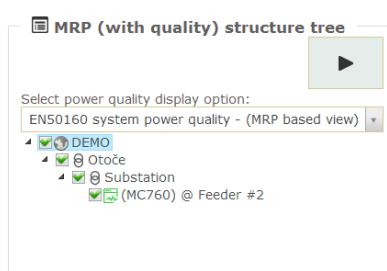 MRP (with quality) structure tree
Select power quality display option:
EN50160 system power quality - (MRP based view)
DEMO
Otoče
Substation
(MC760) @ Feeder #2